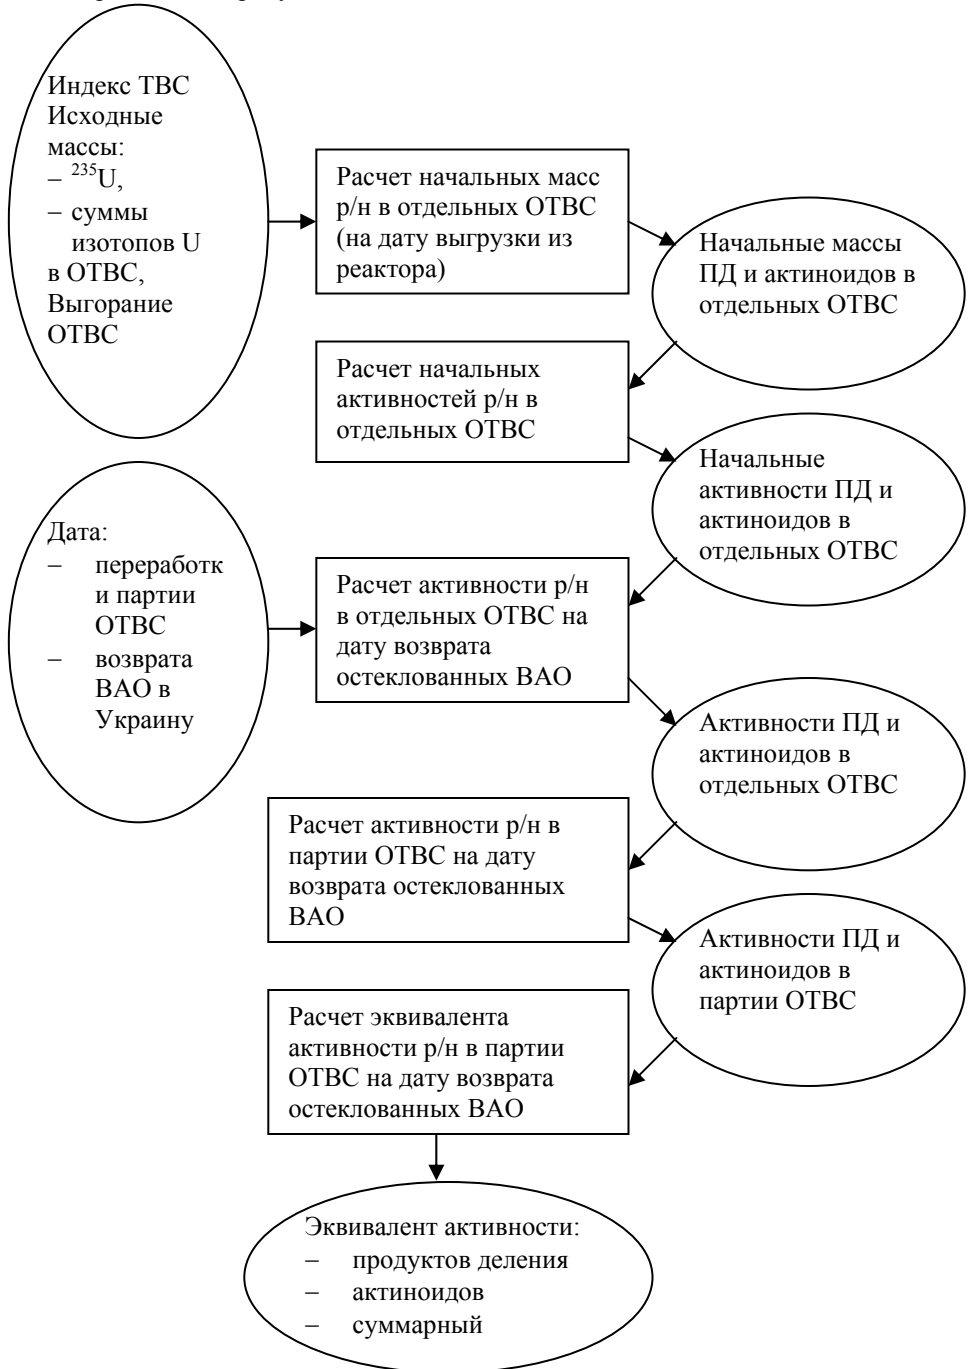 Индекс ТВС
Исходные
массы:
– ²³⁵U,
– суммы
изотопов U
в ОТВС,
Выгорание
ОТВС
Расчет начальных масс
р/н в отдельных ОТВС
(на дату выгрузки из
реактора)
Начальные массы
ПД и актиноидов в
отдельных ОТВС
Расчет начальных
активностей р/н в
отдельных ОТВС
Начальные
активности ПД и
актиноидов в
отдельных ОТВС
Дата:
– переработк
и партии
ОТВС
– возврата
ВАО в
Украину
Расчет активности р/н
в отдельных ОТВС на
дату возврата
остеклованных ВАО
Активности ПД и
актиноидов в
отдельных ОТВС
Расчет активности р/н в
партии ОТВС на дату
возврата остеклованных
ВАО
Активности ПД и
актиноидов в
партии ОТВС
Расчет эквивалента
активности р/н в партии
ОТВС на дату возврата
остеклованных ВАО
Эквивалент активности:
– продуктов деления
– актиноидов
– суммарный